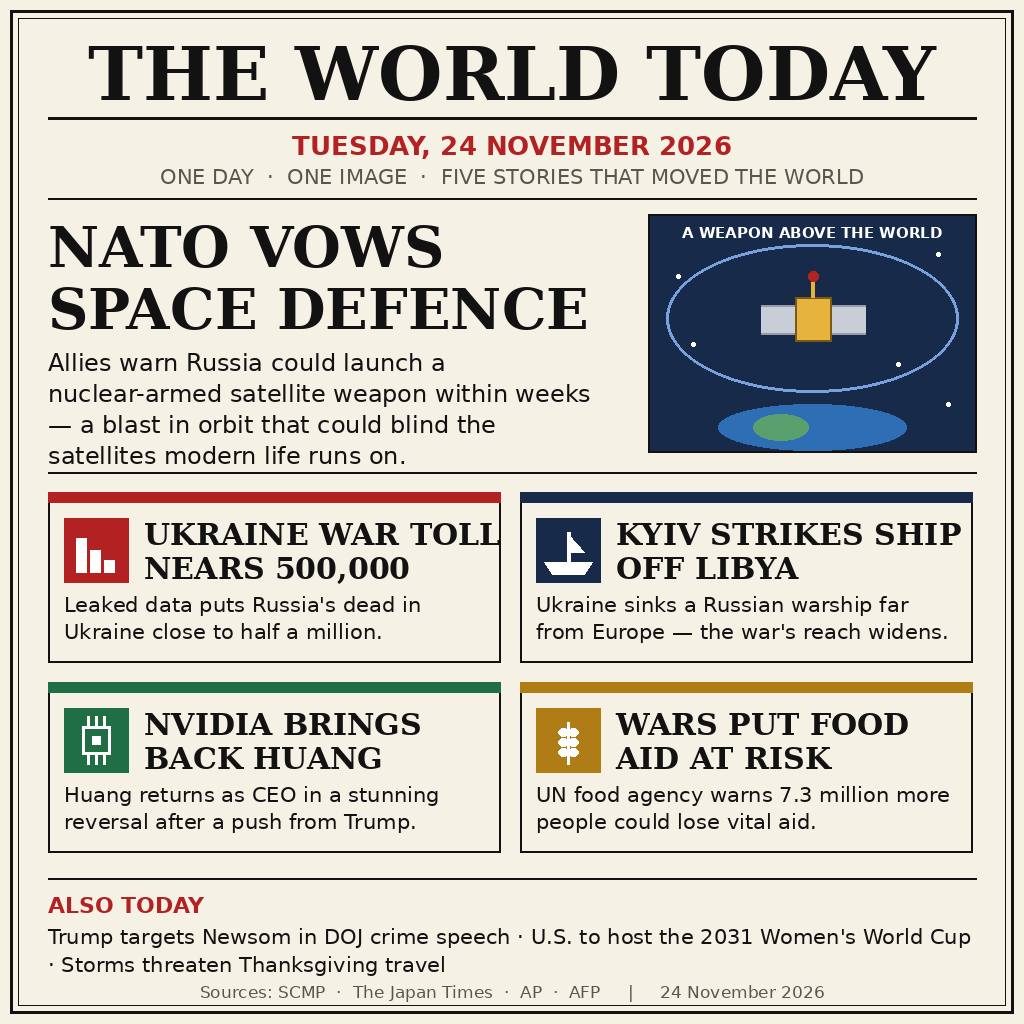 THE WORLD TODAY
TUESDAY, 24 NOVEMBER 2026
ONE DAY · ONE IMAGE · FIVE STORIES THAT MOVED THE WORLD
NATO VOWS
SPACE DEFENCE
Allies warn Russia could launch a
nuclear-armed satellite weapon within weeks
— a blast in orbit that could blind the
satellites modern life runs on.
A WEAPON ABOVE THE WORLD
UKRAINE WAR TOLL
NEARS 500,000
Leaked data puts Russia's dead in
Ukraine close to half a million.
KYIV STRIKES SHIP
OFF LIBYA
Ukraine sinks a Russian warship far
from Europe — the war's reach widens.
NVIDIA BRINGS
BACK HUANG
Huang returns as CEO in a stunning
reversal after a push from Trump.
WARS PUT FOOD
AID AT RISK
UN food agency warns 7.3 million more
people could lose vital aid.
ALSO TODAY
Trump targets Newsom in DOJ crime speech · U.S. to host the 2031 Women's World Cup
· Storms threaten Thanksgiving travel
Sources: SCMP · The Japan Times · AP · AFP | 24 November 2026